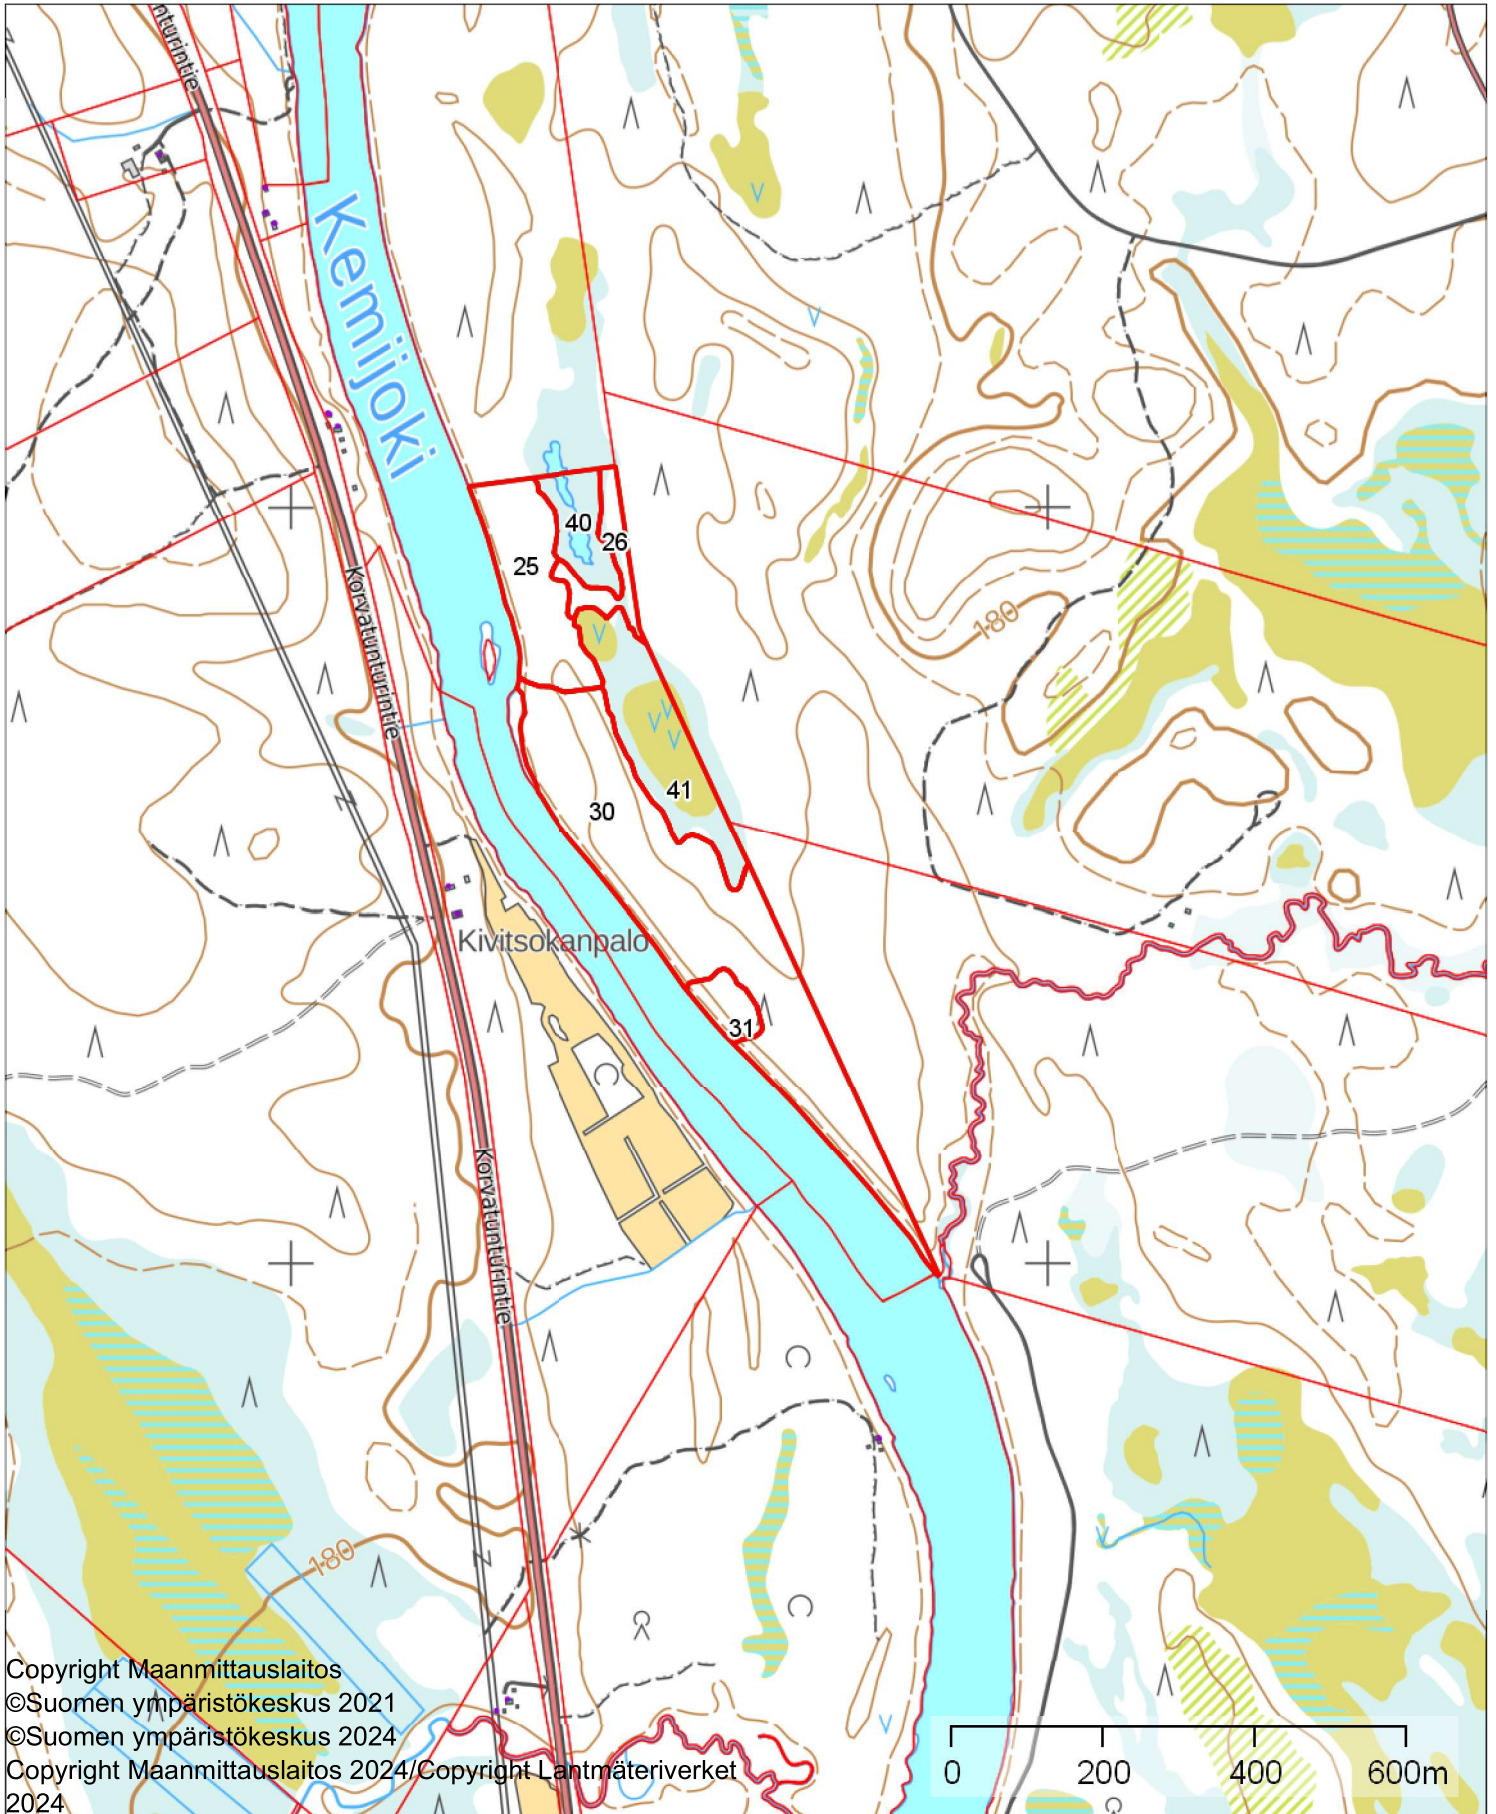 nturintie
Kemijoki
40
26
25
Korvatunturintie
180
41
30
Kivitsokanpalo
31
Korvatunturintie
180
Copyright Maanmittauslaitos
©Suomen ympäristökeskus 2021
©Suomen ympäristökeskus 2024
Copyright Maanmittauslaitos 2024/Copyright Lantmäteriverket
2024
0 200 400 600m